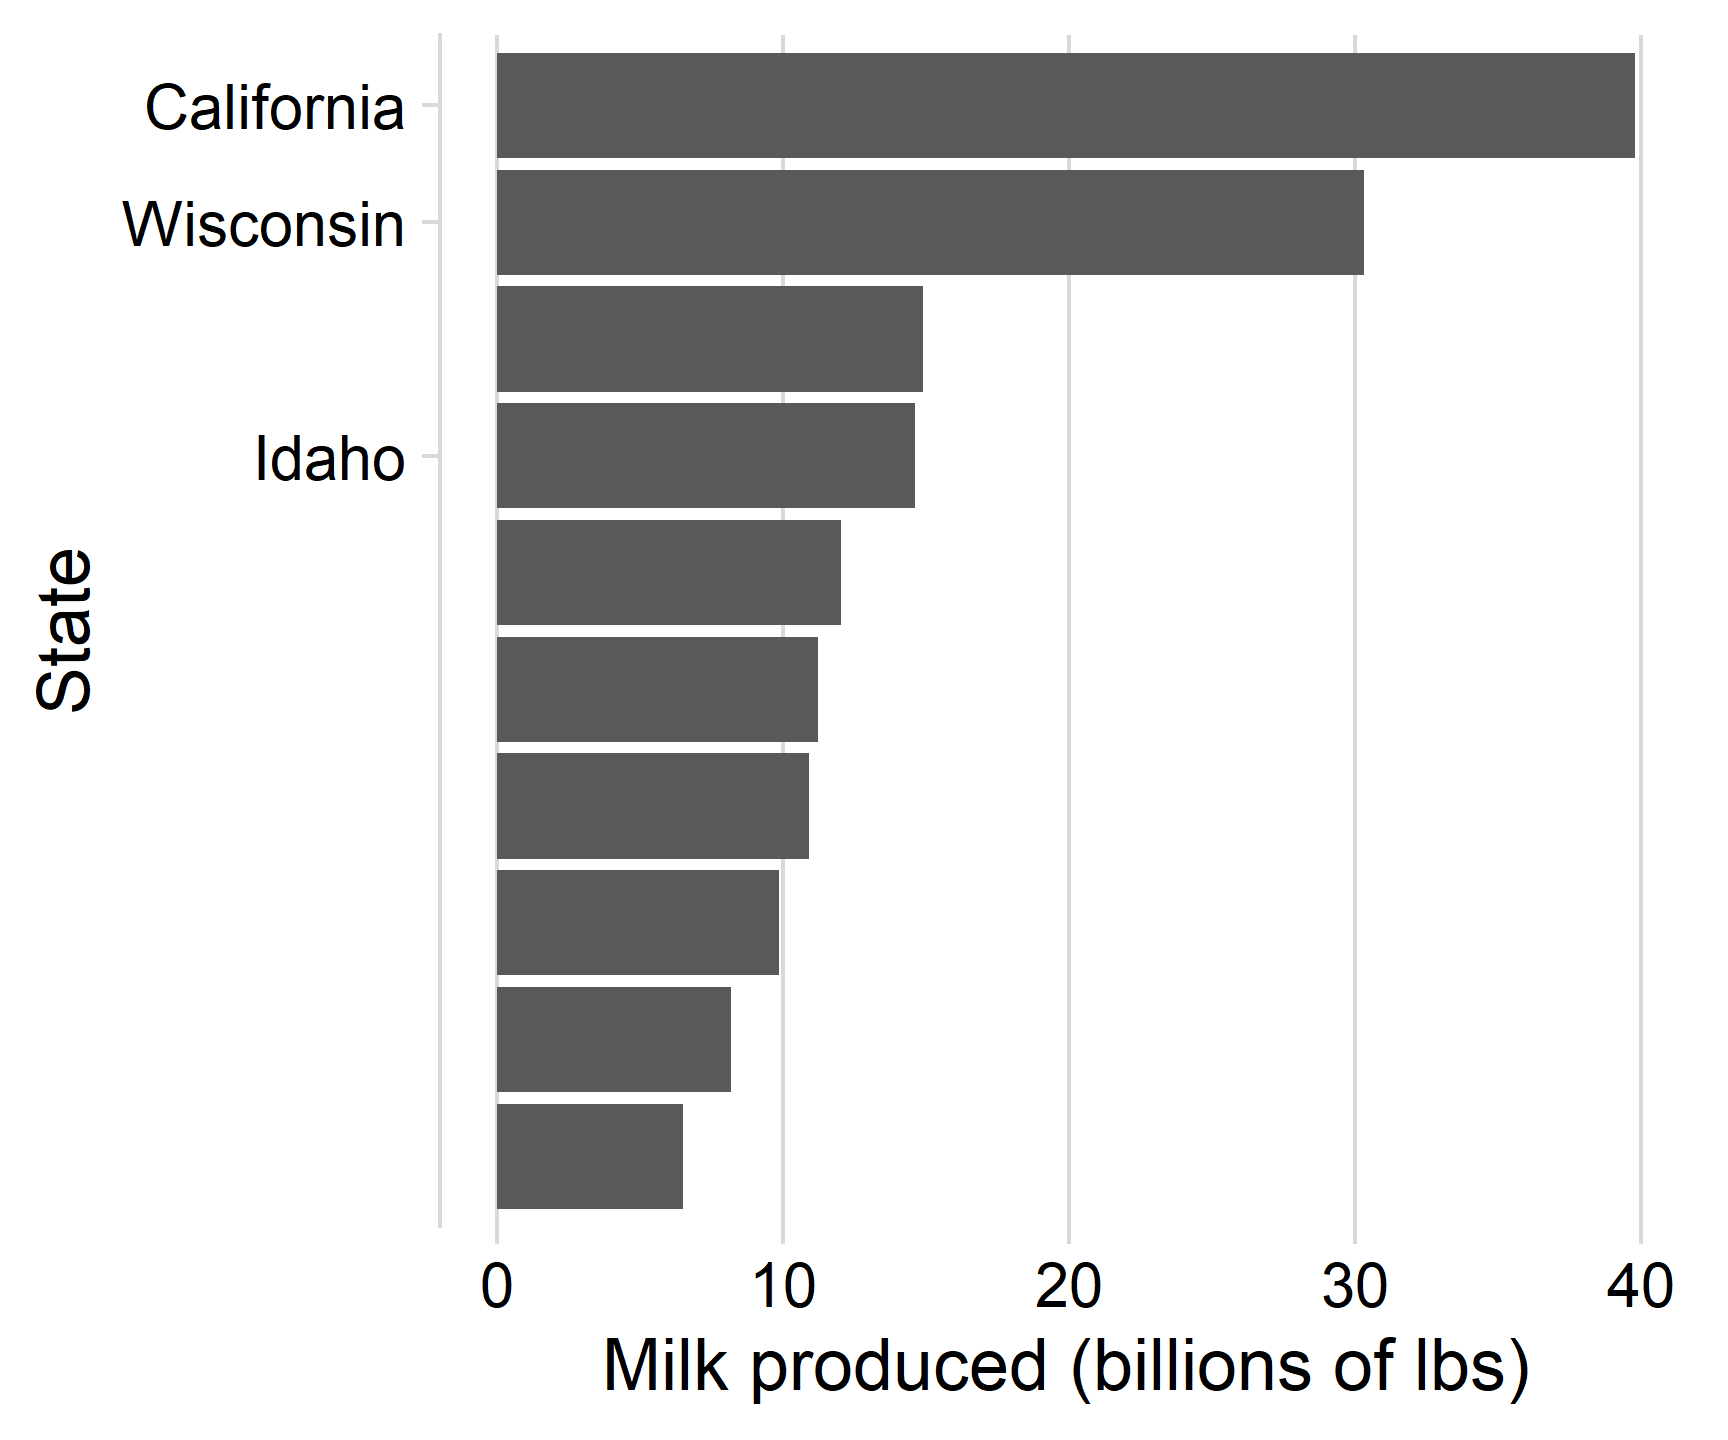 California
Wisconsin
Idaho
State
0 10 20 30 40
Milk produced (billions of lbs)